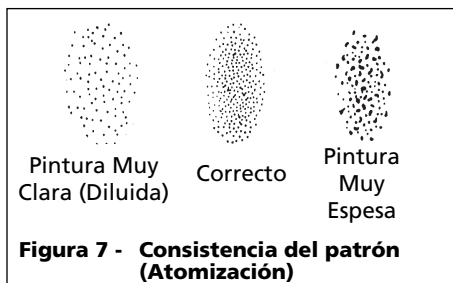 Pintura Muy
Clara (Diluida)
Correcto
Pintura
Muy
Espesa
Figura 7 - Consistencia del patrón
(Atomización)